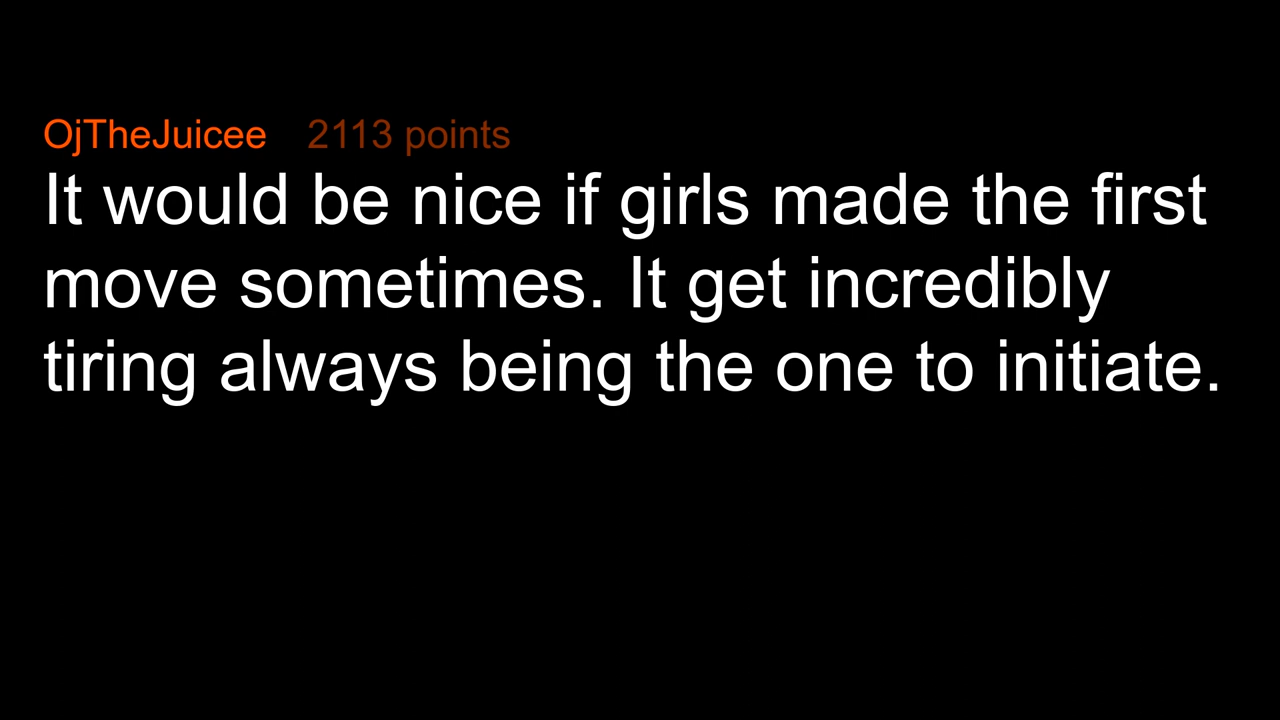 OjTheJuicee 2113 points
It would be nice if girls made the first
move sometimes. It get incredibly
tiring always being the one to initiate.